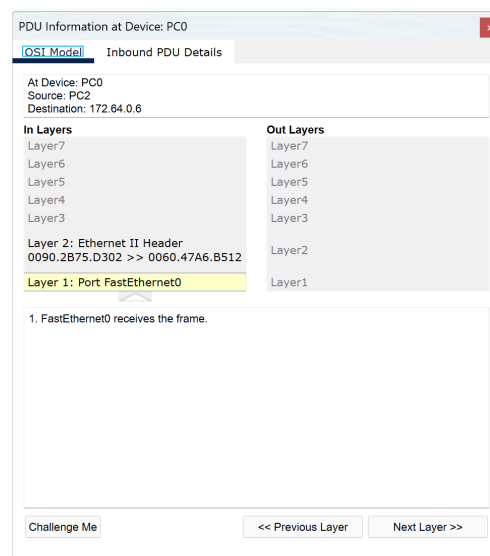 PDU Information at Device: PC0
OSI Model Inbound PDU Details
At Device: PC0
Source: PC2
Destination: 172.64.0.6
In Layers
Layer7
Layer6
Layer5
Layer4
Layer3
Layer 2: Ethernet II Header
0090.2B75.D302 >> 0060.47A6.B512
Layer 1: Port FastEthernet0
Out Layers
Layer7
Layer6
Layer5
Layer4
Layer3
Layer2
Layer1
1. FastEthernet0 receives the frame.
Challenge Me << Previous Layer Next Layer >>